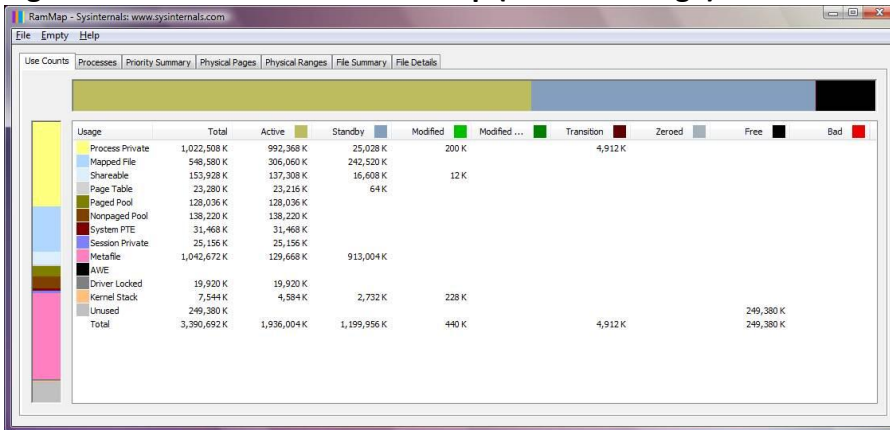 RamMap - Sysinternals: www.sysinternals.com
File Empty Help
Use Counts Processes Priority Summary Physical Pages Physical Ranges File Summary File Details
Usage Total Active Standby Modified Modified ... Transition Zeroed Free Bad
Process Private 1,022,508 K 992,368 K 25,028 K 200 K 4,912 K
Mapped File 548,580 K 306,060 K 242,520 K
Shareable 153,928 K 137,308 K 16,608 K 12 K
Page Table 23,280 K 23,216 K 64 K
Paged Pool 128,036 K 128,036 K
Nonpaged Pool 138,220 K 138,220 K
System PTE 31,468 K 31,468 K
Session Private 25,156 K 25,156 K
Metafile 1,042,672 K 129,668 K 913,004 K
AWE
Driver Locked 19,920 K 19,920 K
Kernel Stack 7,544 K 4,584 K 2,732 K 228 K
Unused 249,380 K 249,380 K
Total 3,390,692 K 1,936,004 K 1,199,956 K 440 K 4,912 K 249,380 K